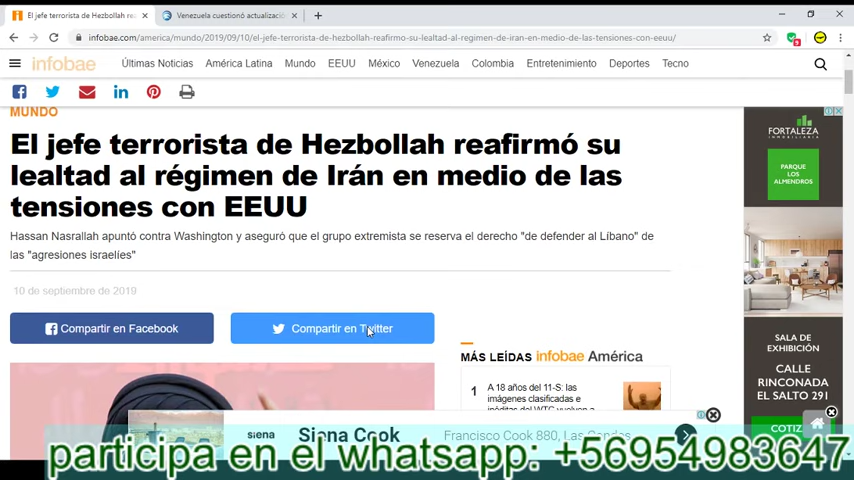 El jefe terrorista de Hezbollah rea
Venezuela cuestionó actualizació
infobae.com/america/mundo/2019/09/10/el-jefe-terrorista-de-hezbollah-reafirmo-su-lealtad-al-regimen-de-iran-en-medio-de-las-tensiones-con-eeuu/
infobae Últimas Noticias América Latina Mundo EEUU México Venezuela Colombia Entretenimiento Deportes Tecno
MUNDO
El jefe terrorista de Hezbollah reafirmó su
lealtad al régimen de Irán en medio de las
tensiones con EEUU
Hassan Nasrallah apuntó contra Washington y aseguró que el grupo extremista se reserva el derecho "de defender al Líbano" de
las "agresiones israelíes"
10 de septiembre de 2019
Compartir en Facebook
Compartir en Twitter
MÁS LEÍDAS infobae América
1 A 18 años del 11-S: las
imágenes clasificadas e
inéditas del WTC vuelven a
FORTALEZA
INMOBILIARIA
PARQUE
LOS
ALMENDROS
SALA DE
EXHIBICIÓN
CALLE
RINCONADA
EL SALTO 291
COTIZ
siena Siena Cook Francisco Cook 880, Las Condes
participa en el whatsapp: +56954983647